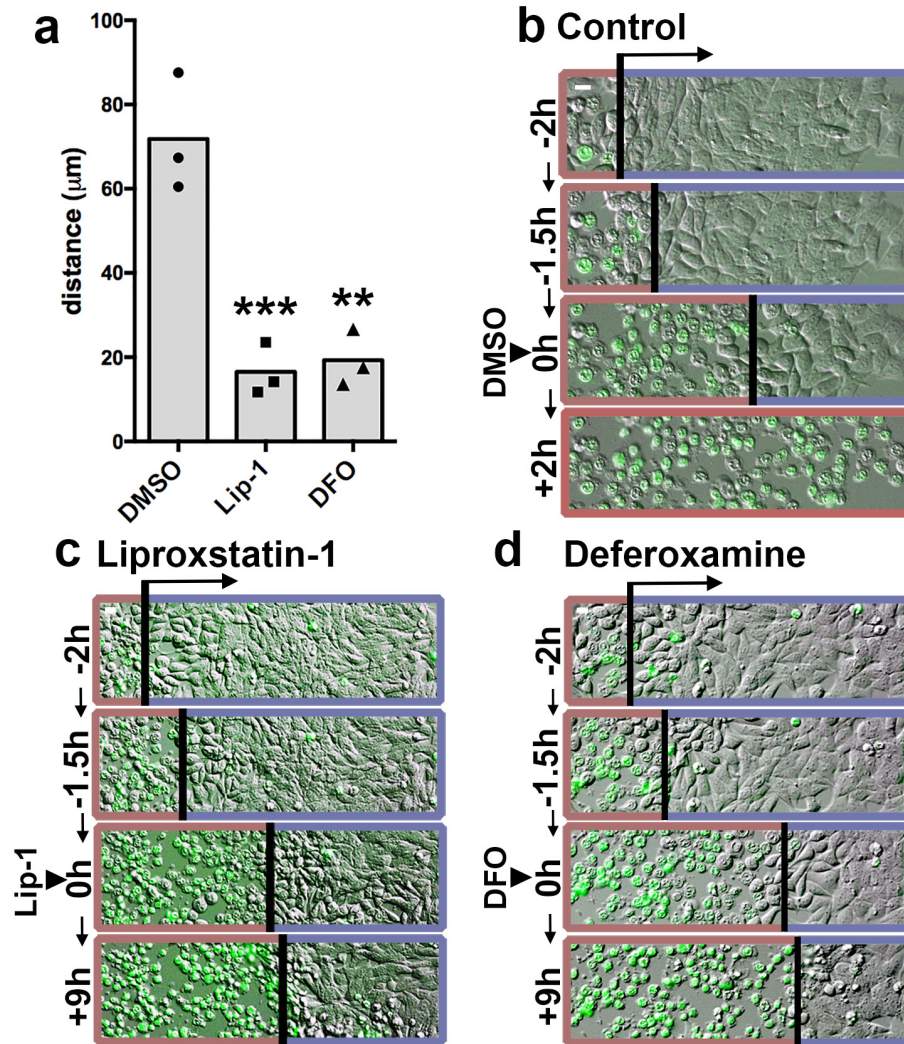 a
distance (μm)
100
80
60
40
20
0
***
**
DMSO
Lip-1
DFO
b Control
-2h
-1.5h
DMSO
0h
+2h
c Liproxstatin-1
-2h
-1.5h
Lip-1
0h
+9h
d Deferoxamine
-2h
-1.5h
DFO
0h
+9h